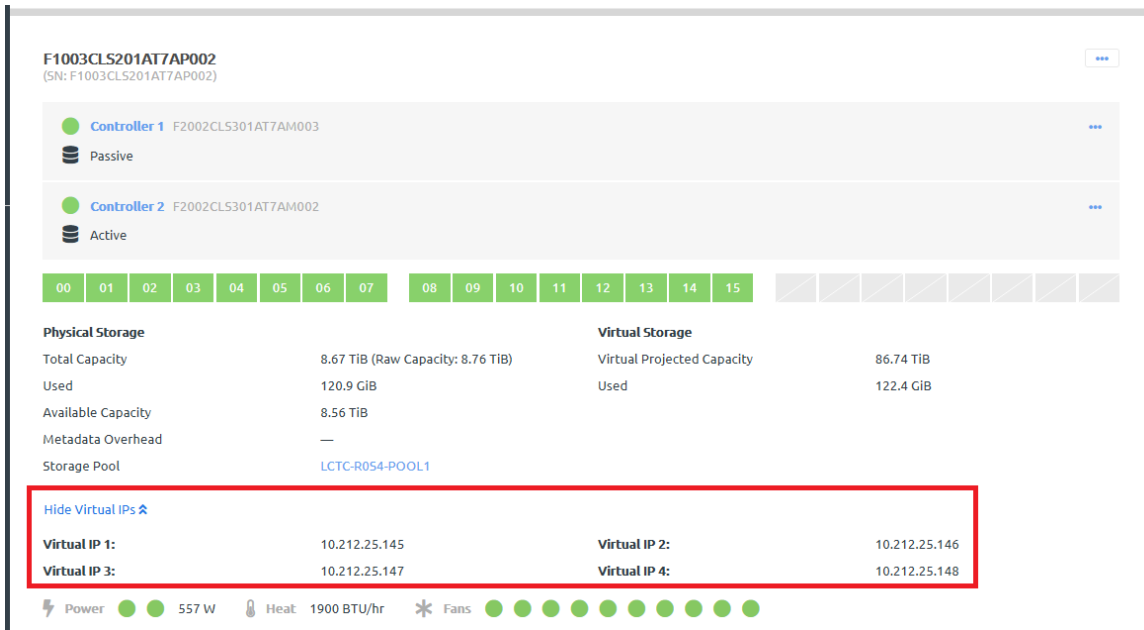 F1003CLS201AT7AP002
(SN: F1003CLS201AT7AP002)
•••
Controller 1 F2002CLS301AT7AM003
•••
Passive
Controller 2 F2002CLS301AT7AM002
•••
Active
00 01 02 03 04 05 06 07 08 09 10 11 12 13 14 15
Physical Storage Virtual Storage
Total Capacity 8.67 TiB (Raw Capacity: 8.76 TiB) Virtual Projected Capacity 86.74 TiB
Used 120.9 GiB Used 122.4 GiB
Available Capacity 8.56 TiB
Metadata Overhead —
Storage Pool LCTC-R0S4-POOL1
Hide Virtual IPs
Virtual IP 1: 10.212.25.145 Virtual IP 2: 10.212.25.146
Virtual IP 3: 10.212.25.147 Virtual IP 4: 10.212.25.148
Power 557 W Heat 1900 BTU/hr Fans